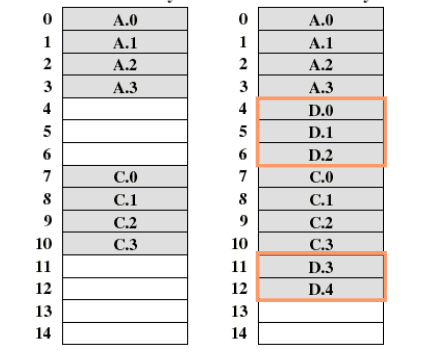 0 A.0 0 A.0
1 A.1 1 A.1
2 A.2 2 A.2
3 A.3 3 A.3
4 4 D.0
5 5 D.1
6 6 D.2
7 C.0 7 C.0
8 C.1 8 C.1
9 C.2 9 C.2
10 C.3 10 C.3
11 11 D.3
12 12 D.4
13 13
14 14